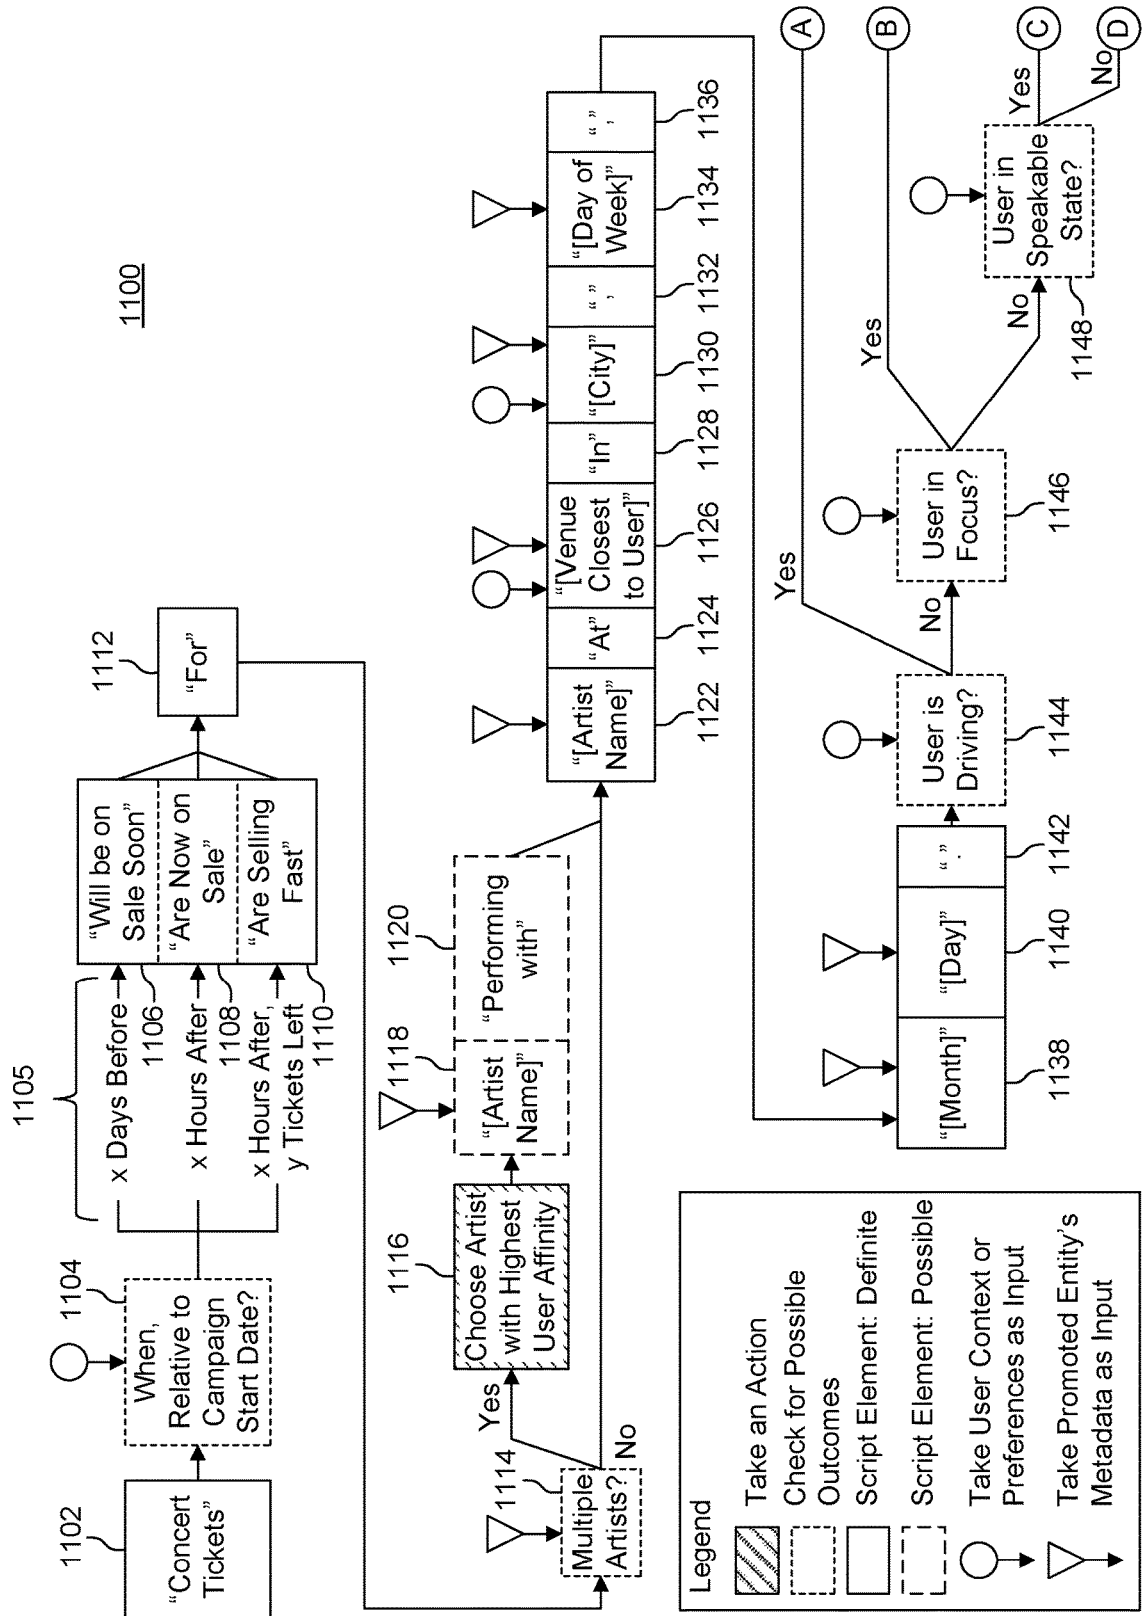 1100
1102
“Concert
Tickets”
1104
When,
Relative to
Campaign
Start Date?
1105
x Days Before
1106
x Hours After
1108
x Hours After,
y Tickets Left
1110
“Will be on
Sale Soon”
“Are Now on
Sale”
“Are Selling
Fast”
1112
“For”
1114
Multiple
Artists?
Yes
No
1116
Choose Artist
with Highest
User Affinity
1118
“[Artist
Name]”
1120
“Performing
with”
“[Artist
Name]”
1122
“At”
1124
“[Venue
Closest
to User]”
1126
“In”
1128
“[City]”
1130
“ , ”
1132
“[Day of
Week]”
1134
“ , ”
1136
“[Month]”
1138
“[Day]”
1140
“ . ”
1142
User is
Driving?
1144
Yes
No
User in
Focus?
1146
Yes
No
User in
Speakable
State?
1148
Yes
No
A
B
C
D
Legend
Take an Action
Check for Possible
Outcomes
Script Element: Definite
Script Element: Possible
Take User Context or
Preferences as Input
Take Promoted Entity’s
Metadata as Input